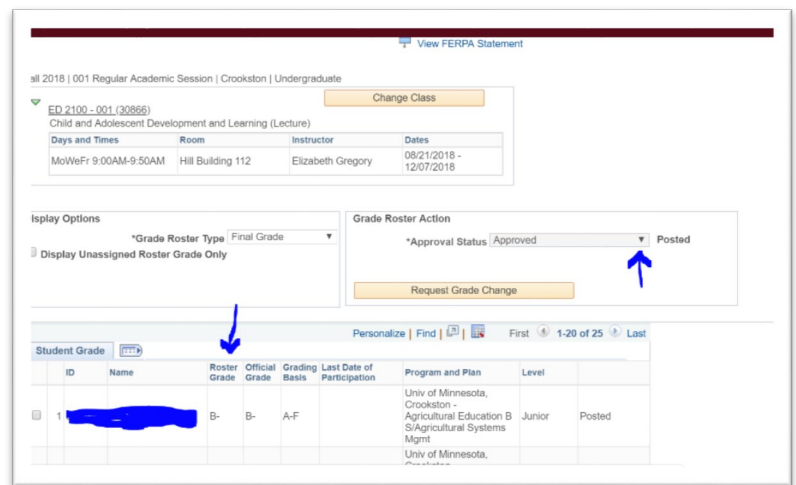 View FERPA Statement
all 2018 | 001 Regular Academic Session | Crookston | Undergraduate
Change Class
ED 2100 - 001 (30866)
Child and Adolescent Development and Learning (Lecture)
Days and Times Room Instructor Dates
MoWeFr 9:00AM-9:50AM Hill Building 112 Elizabeth Gregory 08/21/2018 -
12/07/2018
isplay Options Grade Roster Action
*Grade Roster Type Final Grade *Approval Status Approved Posted
Display Unassigned Roster Grade Only
Request Grade Change
Personalize | Find | | First 1-20 of 25 Last
Student Grade
ID Name Roster Grade Official Grade Grading Basis Last Date of Participation Program and Plan Level
1 B- B- A-F Univ of Minnesota,
Crookston -
Agricultural Education B
S/Agricultural Systems
Mgmt Junior Posted
Univ of Minnesota,